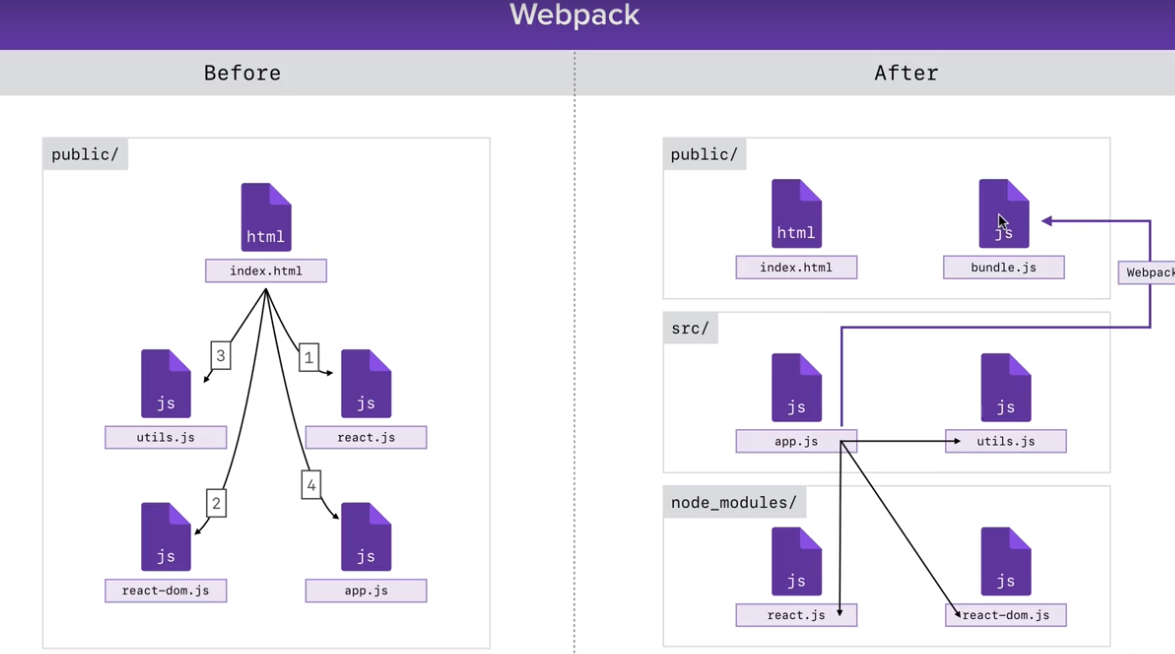 Webpack
Before
After
public/
html
index.html
3
1
js
utils.js
js
react.js
2
4
js
react-dom.js
js
app.js
public/
html
index.html
js
bundle.js
Webpack
src/
js
app.js
js
utils.js
node_modules/
js
react.js
js
react-dom.js